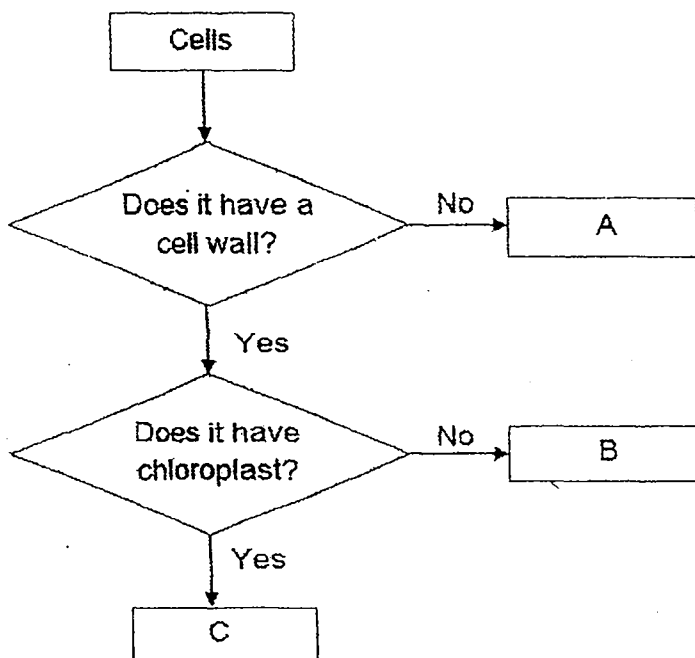 Cells
Does it have a
cell wall?
No
A
Yes
Does it have
chloroplast?
No
B
Yes
C